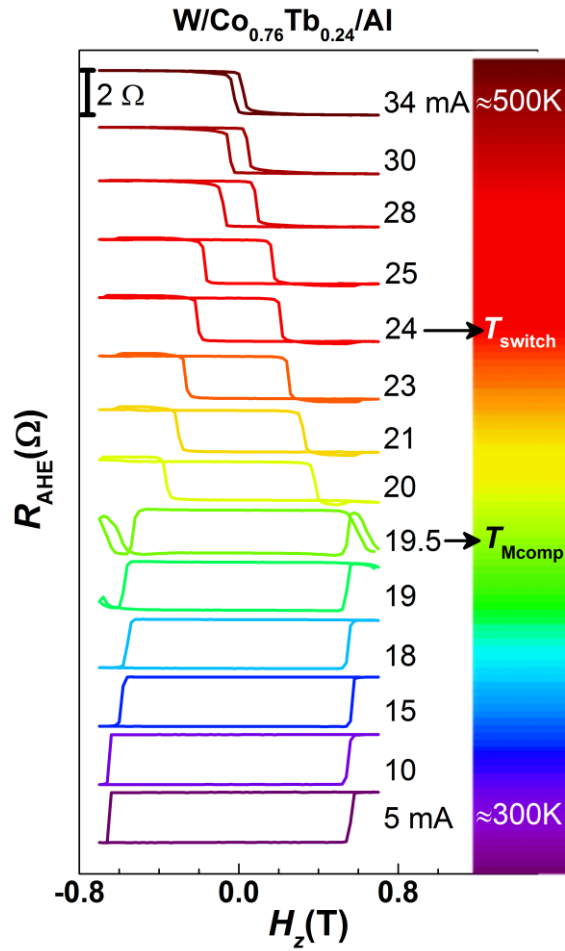 W/Co0.76Tb0.24/Al
2 Ω
34 mA ≈500K
30
28
25
24 Tswitch
23
21
20
19.5 TMcomp
19
18
15
10
5 mA ≈300K
RAHE(Ω)
-0.8 0.0 0.8
Hz(T)